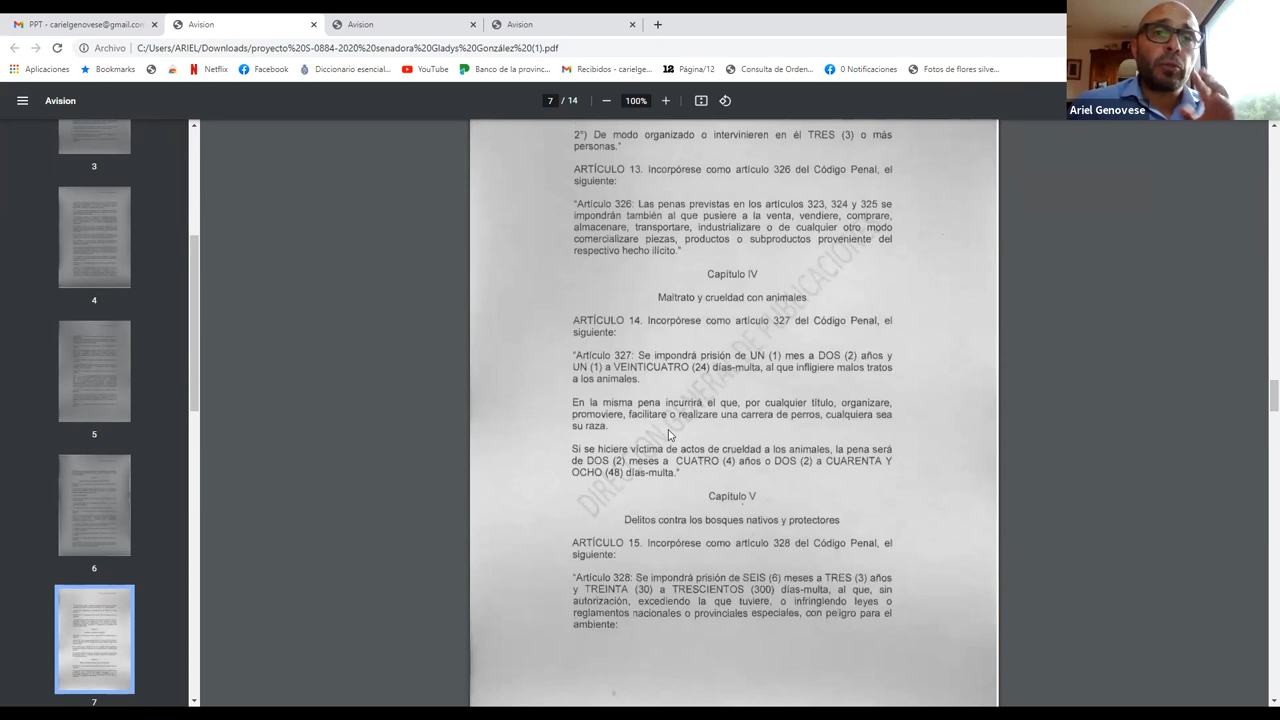 PPT - carielgenovese@gmail.con
Avision
Avision
Avision
Archivo
C:/Users/ARIEL/Downloads/proyecto%20S-0884-2020%20senadora%20Gladys%20González%20(1).pdf
Aplicaciones
Bookmarks
Netflix
Facebook
Diccionario esencial...
YouTube
Banco de la provinc...
Recibidos - carielge...
12 Página/12
Consulta de Orden...
0 Notificaciones
Fotos de flores silve...
Ariel Genovese
Avision
7 / 14
100%
3
4
5
6
7
2°) De modo organizado o intervinieren en él TRES (3) o más
personas."
ARTÍCULO 13. Incorpórese como artículo 326 del Código Penal, el
siguiente:
"Artículo 326: Las penas previstas en los artículos 323, 324 y 325 se
impondrán también al que pusiere a la venta, vendiere, comprare,
almacenare, transportare, industrializare o de cualquier otro modo
comercializare piezas, productos o subproductos proveniente del
respectivo hecho ilícito."
Capítulo IV
Maltrato y crueldad con animales
ARTÍCULO 14. Incorpórese como artículo 327 del Código Penal, el
siguiente:
"Artículo 327: Se impondrá prisión de UN (1) mes a DOS (2) años y
UN (1) a VEINTICUATRO (24) días-multa, al que infligiere malos tratos
a los animales.
En la misma pena incurrirá el que, por cualquier título, organizare,
promoviere, facilitare o realizare una carrera de perros, cualquiera sea
su raza.
Si se hiciere víctima de actos de crueldad a los animales, la pena será
de DOS (2) meses a CUATRO (4) años o DOS (2) a CUARENTA Y
OCHO (48) días-multa."
Capítulo V
Delitos contra los bosques nativos y protectores
ARTÍCULO 15. Incorpórese como artículo 328 del Código Penal, el
siguiente:
"Artículo 328: Se impondrá prisión de SEIS (6) meses a TRES (3) años
y TREINTA (30) a TRESCIENTOS (300) días-multa, al que, sin
autorización, excediendo la que tuviere, o infringiendo leyes o
reglamentos nacionales o provinciales especiales, con peligro para el
ambiente:
DIRECCION GENERAL DE PUBLICACIONES